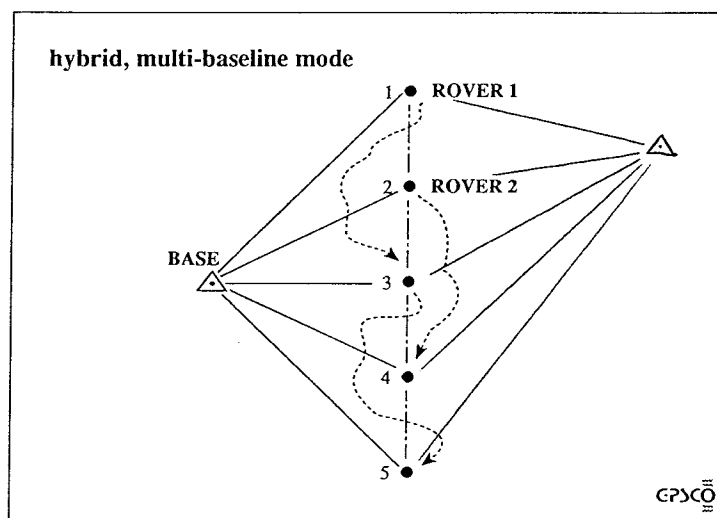 hybrid, multi-baseline mode
1 ROVER 1
2 ROVER 2
BASE
3
4
5
GPSCO